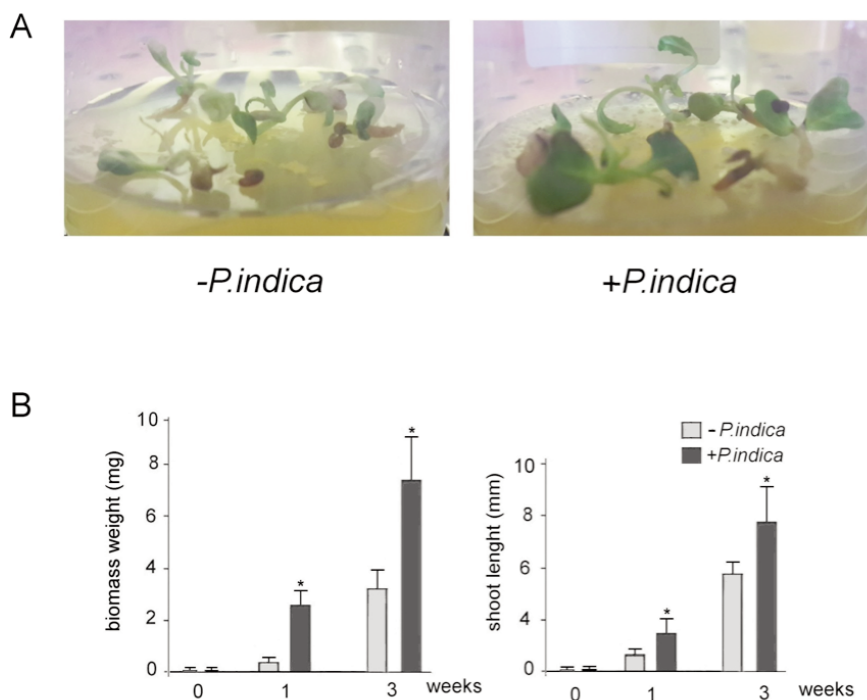 A
-P.indica
+P.indica
B
biomass weight (mg)
10
8
6
4
2
0
0
1
3
weeks
shoot lenght (mm)
10
8
6
4
2
0
0
1
3
weeks
-P.indica
+P.indica
*
*
*
*